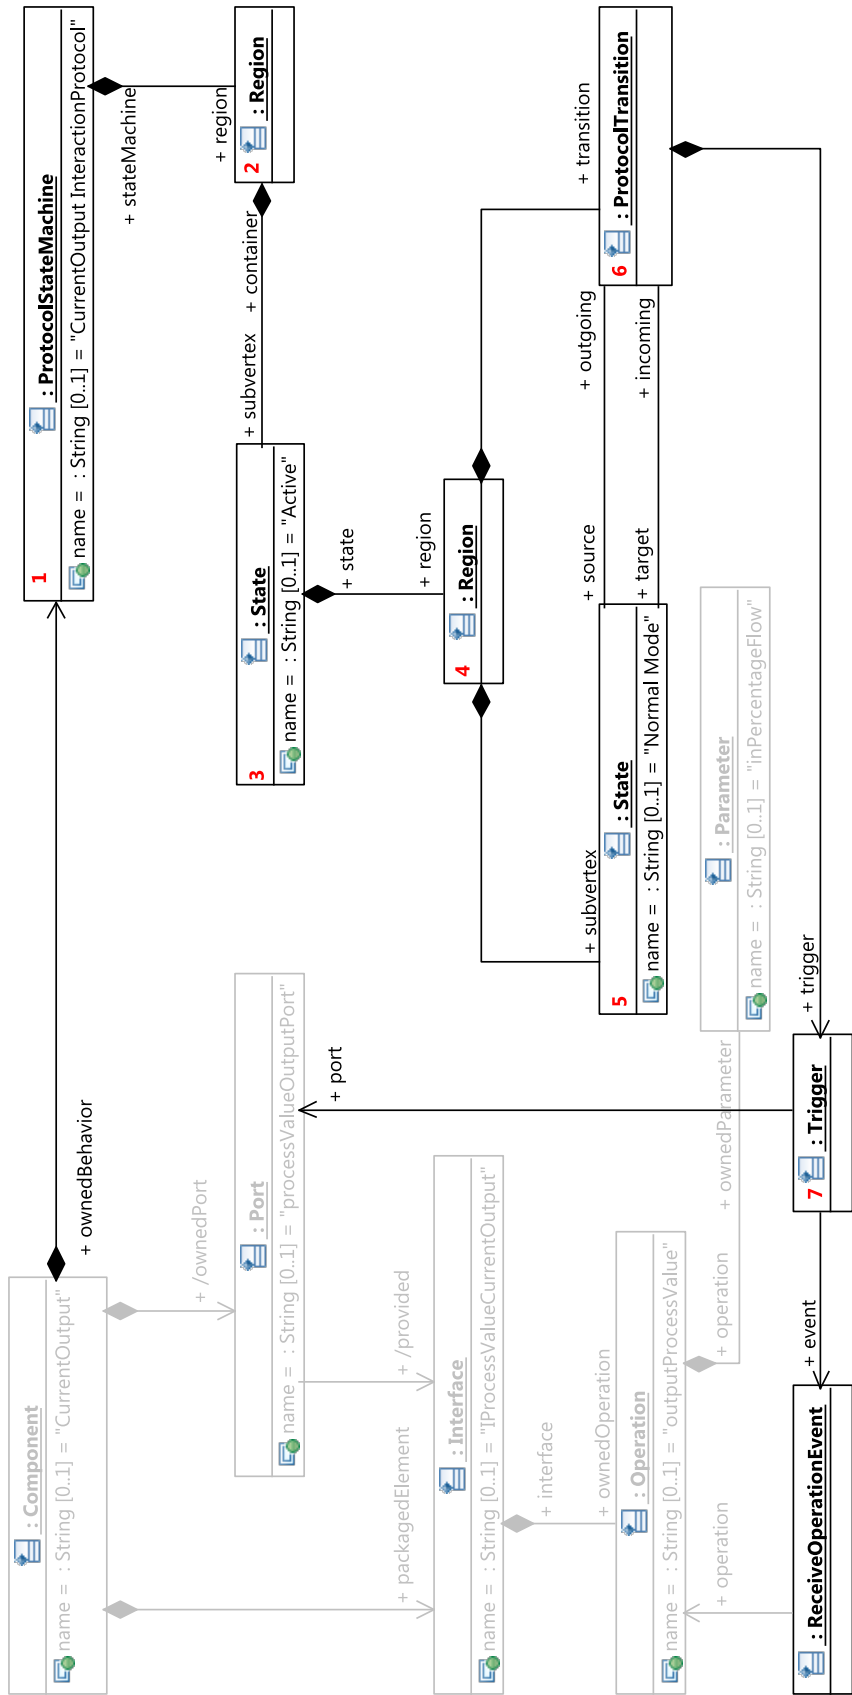 : Component
name = : String [0..1] = "CurrentOutput"
+ ownedBehavior
1 : ProtocolStateMachine
name = : String [0..1] = "CurrentOutput InteractionProtocol"
+ stateMachine
+ /ownedPort
+ region
: Port
name = : String [0..1] = "processValueOutputPort"
3 : State
name = : String [0..1] = "Active"
+ subvertex
+ container
2 : Region
+ port
+ state
+ packagedElement
+ /provided
+ region
: Interface
name = : String [0..1] = "IProcessValueCurrentOutput"
4 : Region
+ interface
+ ownedOperation
+ subvertex
+ source
+ outgoing
+ transition
: Operation
name = : String [0..1] = "outputProcessValue"
5 : State
name = : String [0..1] = "Normal Mode"
+ target
+ incoming
6 : ProtocolTransition
+ operation
+ operation
+ ownedParameter
: Parameter
name = : String [0..1] = "inPercentageFlow"
+ event
+ trigger
: ReceiveOperationEvent
7 : Trigger